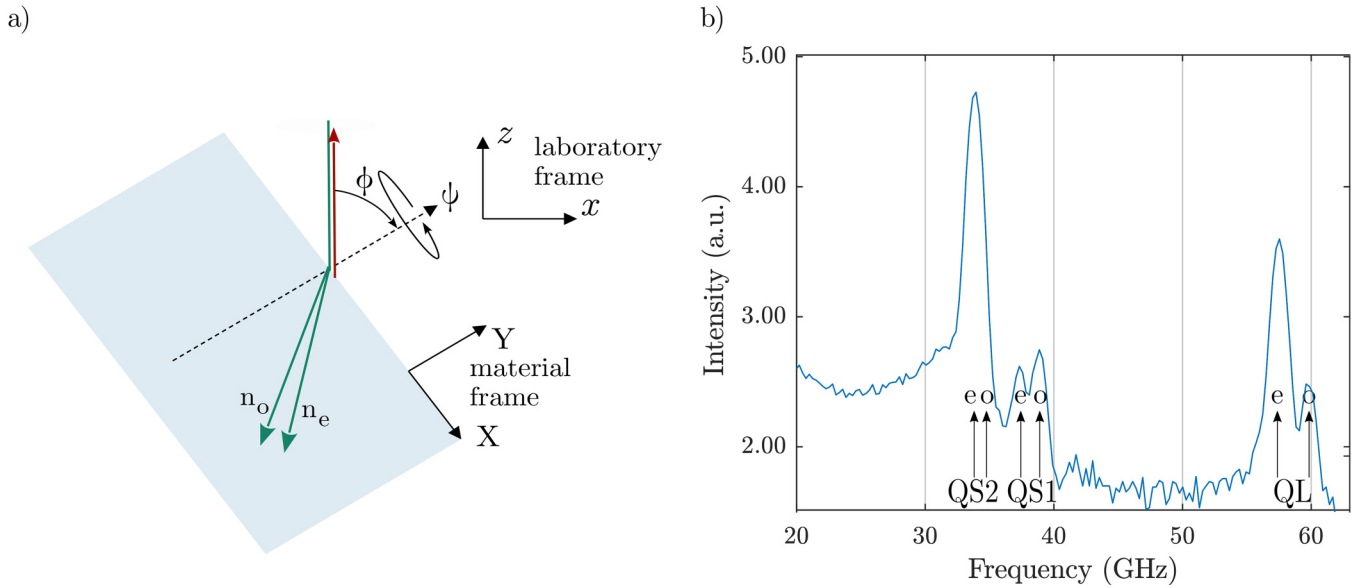 a)
z
laboratory
frame
x
ϕ
ψ
Y
material
frame
X
n_o
n_e
b)
5.00
4.00
3.00
2.00
Intensity (a.u.)
e o e o e o
QS2 QS1 QL
20 30 40 50 60
Frequency (GHz)